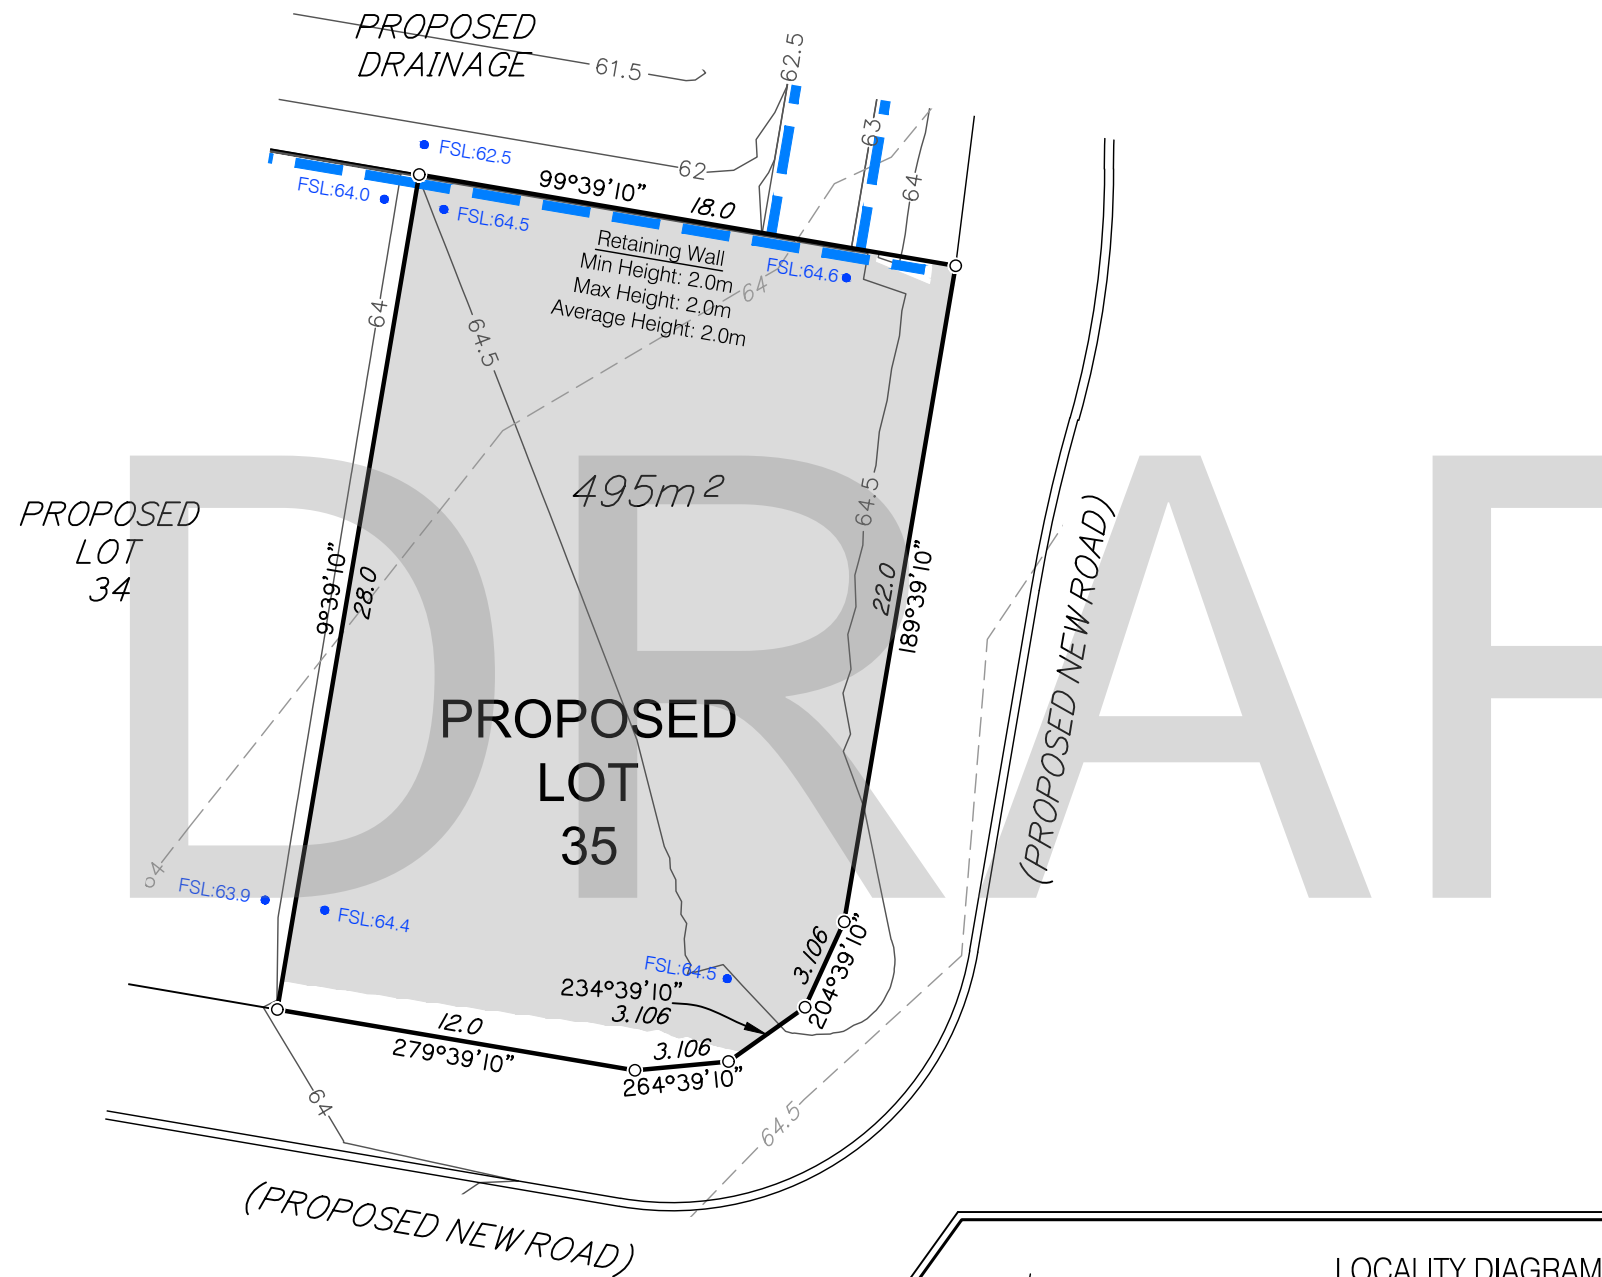 PROPOSED
DRAINAGE
61.5
62.5
63
64
62
FSL:62.5
FSL:64.0
FSL:64.5
99°39'10"
18.0
Retaining Wall
Min Height: 2.0m
Max Height: 2.0m
Average Height: 2.0m
FSL:64.6
64
64
64.5
495m²
64.5
PROPOSED
LOT
34
9°39'10"
28.0
22.0
189°39'10"
(PROPOSED NEW ROAD)
DRAF
PROPOSED
LOT
35
64
FSL:63.9
FSL:64.4
FSL:64.5
234°39'10"
3.106
3.106
204°39'10"
12.0
279°39'10"
3.106
264°39'10"
64
64.5
(PROPOSED NEW ROAD)
LOCALITY DIAGRAM